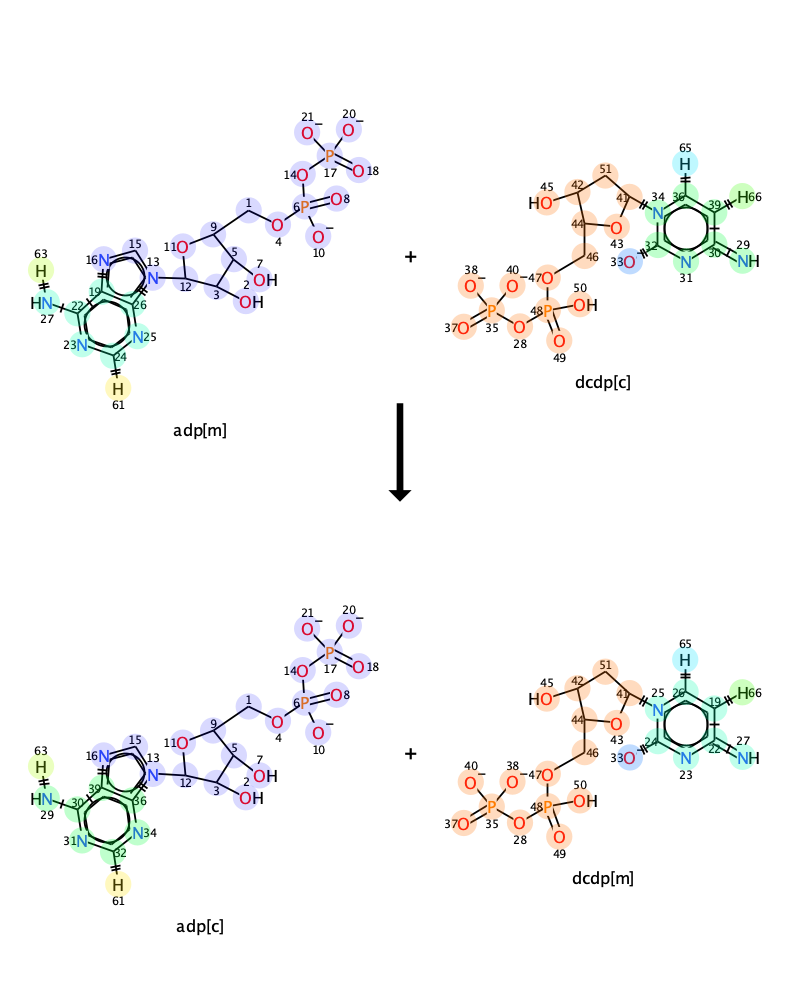 21 20
O− O−
14 O P O 18
17
1 6 P O 8
9 O O−
4 10
63 15 11 O 5
H 16 N 13 7
N 2 OH
HN 19 26 12 3 OH
27 22
23 N N 25
24
H
61
adp[m]
+
65
H
51
45 42 41 34 36 39 H 66
HO N
44 O 32 30 29
43 33 O N NH
46 31
38 40 47
O− O− O 50
P 48 P OH
37 O 35 O O
28 49
dcdp[c]
21 20
O− O−
14 O P O 18
17
1 6 P O 8
9 O O−
4 10
63 15 11 O 5
H 16 N 13 7
N 2 OH
HN 39 36 12 3 OH
29 30
31 N N 34
32
H
61
adp[c]
+
65
H
51
45 42 41 25 26 19 H 66
HO N
44 O 24 22 27
43 33 O N NH
46 23
40 38 47
O− O− O 50
P 48 P OH
37 O 35 O O
28 49
dcdp[m]